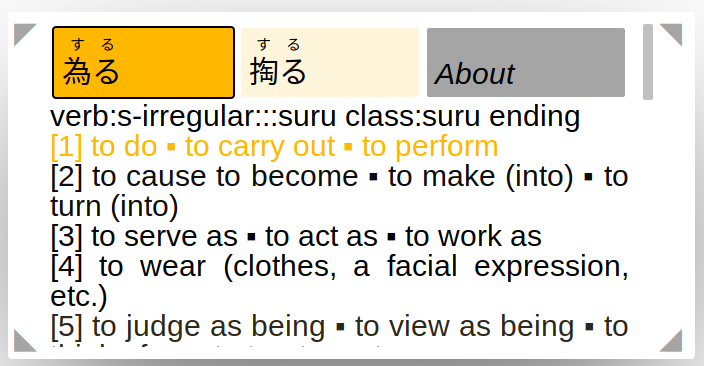 する する
為る 掏る About
verb:s-irregular:::suru class:suru ending
[1] to do ▪ to carry out ▪ to perform
[2] to cause to become ▪ to make (into) ▪ to
turn (into)
[3] to serve as ▪ to act as ▪ to work as
[4] to wear (clothes, a facial expression,
etc.)
[5] to judge as being ▪ to view as being ▪ to